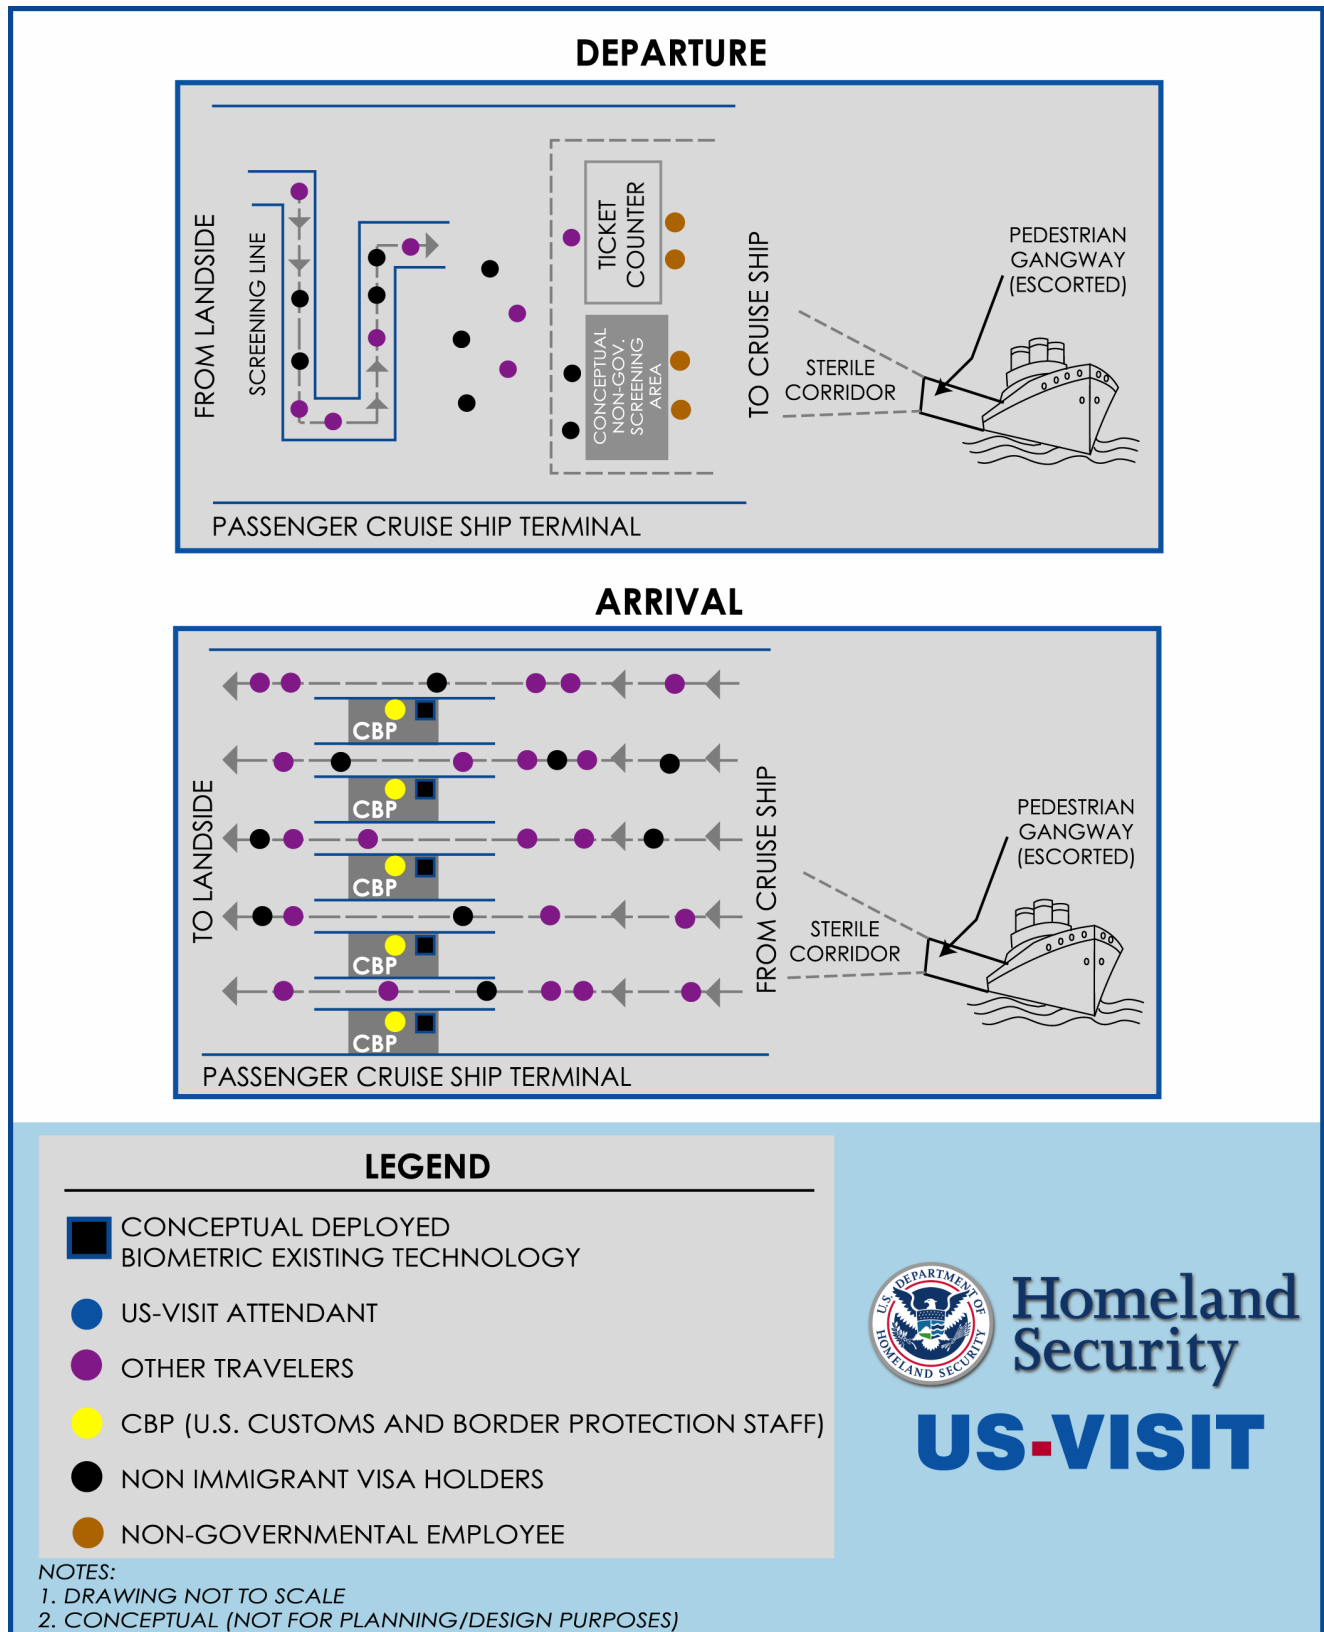 DEPARTURE
FROM LANDSIDE
SCREENING LINE
TICKET
COUNTER
CONCEPTUAL
NON-GOV.
SCREENING
AREA
TO CRUISE SHIP
PEDESTRIAN
GANGWAY
(ESCORTED)
STERILE
CORRIDOR
PASSENGER CRUISE SHIP TERMINAL
ARRIVAL
TO LANDSIDE
CBP
CBP
CBP
CBP
CBP
FROM CRUISE SHIP
PEDESTRIAN
GANGWAY
(ESCORTED)
STERILE
CORRIDOR
PASSENGER CRUISE SHIP TERMINAL
LEGEND
CONCEPTUAL DEPLOYED
BIOMETRIC EXISTING TECHNOLOGY
US-VISIT ATTENDANT
OTHER TRAVELERS
CBP (U.S. CUSTOMS AND BORDER PROTECTION STAFF)
NON IMMIGRANT VISA HOLDERS
NON-GOVERNMENTAL EMPLOYEE
U.S. DEPARTMENT OF
HOMELAND SECURITY
Homeland
Security
US-VISIT
NOTES:
1. DRAWING NOT TO SCALE
2. CONCEPTUAL (NOT FOR PLANNING/DESIGN PURPOSES)